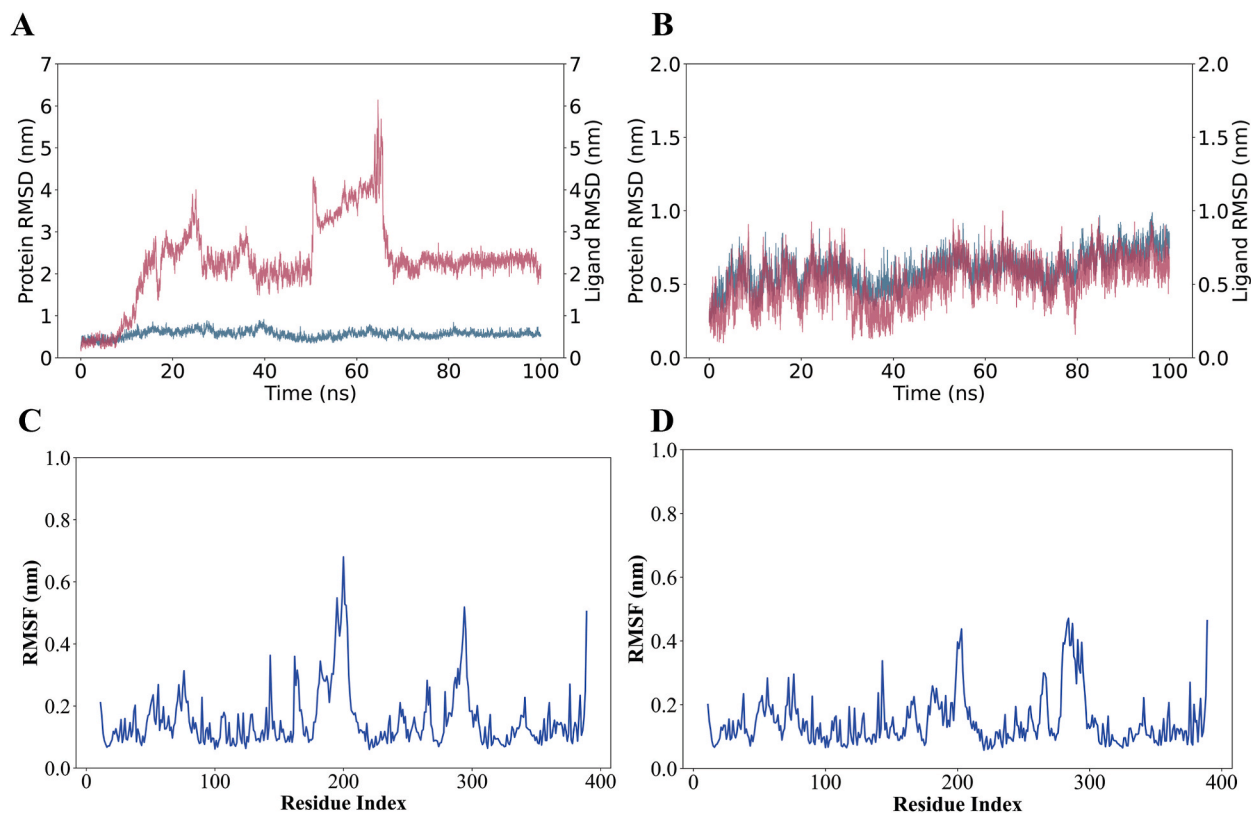 A
7
6
5
4
3
2
1
0
Protein RMSD (nm)
7
6
5
4
3
2
1
0
Ligand RMSD (nm)
0 20 40 60 80 100
Time (ns)
B
2.0
1.5
1.0
0.5
0.0
Protein RMSD (nm)
2.0
1.5
1.0
0.5
0.0
Ligand RMSD (nm)
0 20 40 60 80 100
Time (ns)
C
1.0
0.8
0.6
0.4
0.2
0.0
RMSF (nm)
0 100 200 300 400
Residue Index
D
1.0
0.8
0.6
0.4
0.2
0.0
RMSF (nm)
0 100 200 300 400
Residue Index